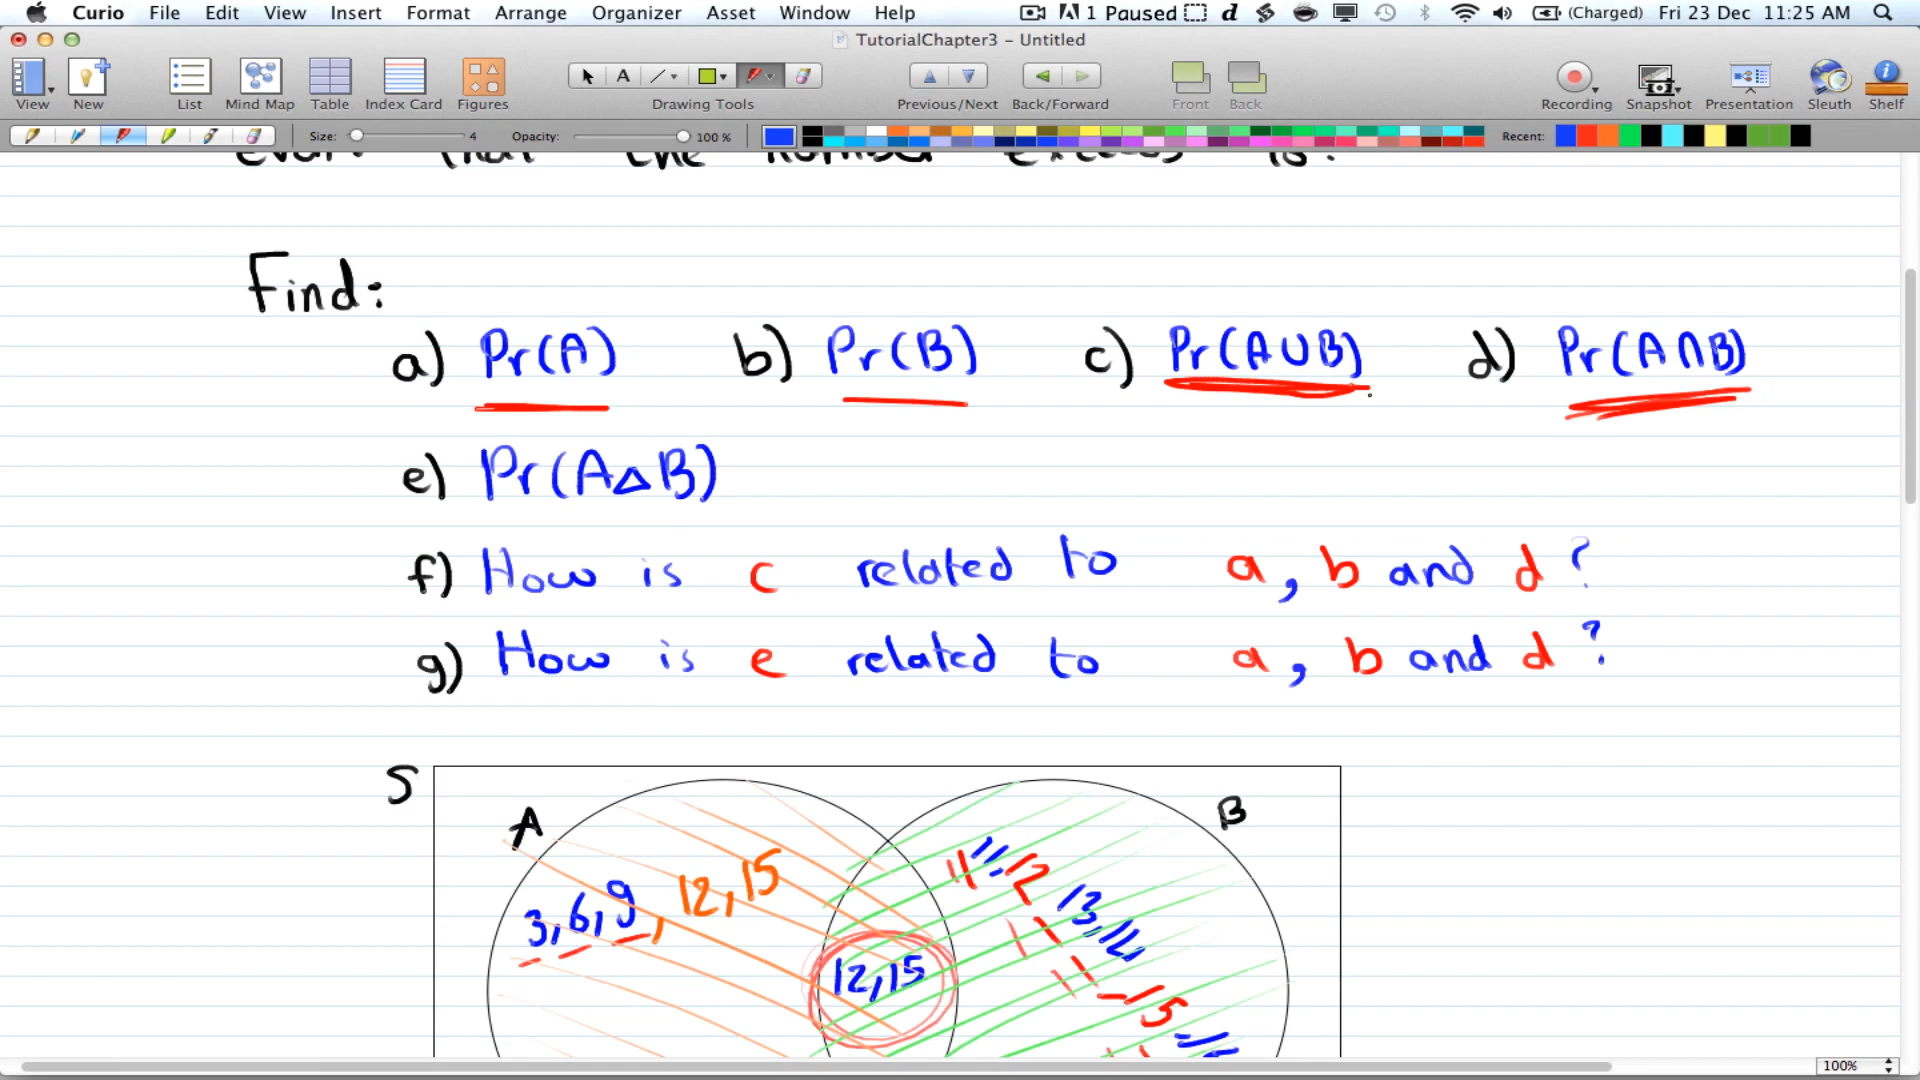 Curio File Edit View Insert Format Arrange Organizer Asset Window Help 1 Paused (Charged) Fri 23 Dec 11:25 AM
TutorialChapter3 – Untitled
View New List Mind Map Table Index Card Figures Drawing Tools Previous/Next Back/Forward Front Back Recording Snapshot Presentation Sleuth Shelf
Size: 4 Opacity: 100 % Recent:
that the number
Find:
a) Pr(A) b) Pr(B) c) Pr(A∪B) d) Pr(A∩B)
e) Pr(A△B)
f) How is c related to a, b and d?
g) How is e related to a, b and d?
S
A B
3, 6, 9, 12, 15
11, 12
13, 14
12, 15
15
100%